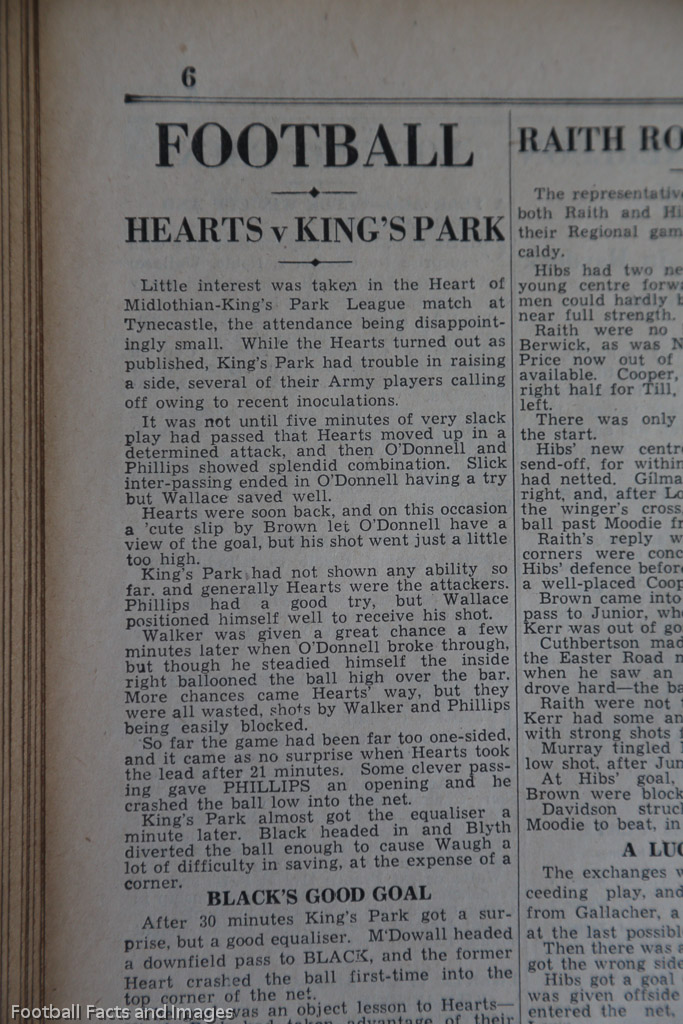 6
FOOTBALL
HEARTS v KING'S PARK
Little interest was taken in the Heart of
Midlothian-King's Park League match at
Tynecastle, the attendance being disappoint-
ingly small. While the Hearts turned out as
published, King's Park had trouble in raising
a side, several of their Army players calling
off owing to recent inoculations.
It was not until five minutes of very slack
play had passed that Hearts moved up in a
determined attack, and then O'Donnell and
Phillips showed splendid combination. Slick
inter-passing ended in O'Donnell having a try
but Wallace saved well.
Hearts were soon back, and on this occasion
a 'cute slip by Brown let O'Donnell have a
view of the goal, but his shot went just a little
too high.
King's Park had not shown any ability so
far, and generally Hearts were the attackers.
Phillips had a good try, but Wallace
positioned himself well to receive his shot.
Walker was given a great chance a few
minutes later when O'Donnell broke through,
but though he steadied himself the inside
right ballooned the ball high over the bar.
More chances came Hearts' way, but they
were all wasted, shots by Walker and Phillips
being easily blocked.
So far the game had been far too one-sided,
and it came as no surprise when Hearts took
the lead after 21 minutes. Some clever pass-
ing gave PHILLIPS an opening and he
crashed the ball low into the net.
King's Park almost got the equaliser a
minute later. Black headed in and Blyth
diverted the ball enough to cause Waugh a
lot of difficulty in saving, at the expense of a
corner.
BLACK'S GOOD GOAL
After 30 minutes King's Park got a sur-
prise, but a good equaliser. M'Dowall headed
a downfield pass to BLACK, and the former
Heart crashed the ball first-time into the
top corner of the net.
was an object lesson to Hearts—
taken advantage of their
RAITH RO
The representativ
both Raith and Hi
their Regional gam
caldy.
Hibs had two ne
young centre forwa
men could hardly b
near full strength.
Raith were no
Berwick, as was N
Price now out of
available. Cooper,
right half for Till,
left.
There was only
the start.
Hibs' new centr
send-off, for within
had netted. Gilma
right, and, after Lo
the winger's cross
ball past Moodie fr
Raith's reply w
corners were conc
Hibs' defence befor
a well-placed Coop
Brown came into
pass to Junior, wh
Kerr was out of go
Cuthbertson mad
the Easter Road m
when he saw an
drove hard—the ba
Raith were not
Kerr had some an
with strong shots f
Murray tingled
low shot, after Jun
At Hibs' goal,
Brown were block
Davidson struc
Moodie to beat, in
A LUC
The exchanges w
ceeding play, and
from Gallacher, a
at the last possibl
Then there was a
got the wrong side
Hibs got a goal
was given offside
entered the net.
Football Facts and Images